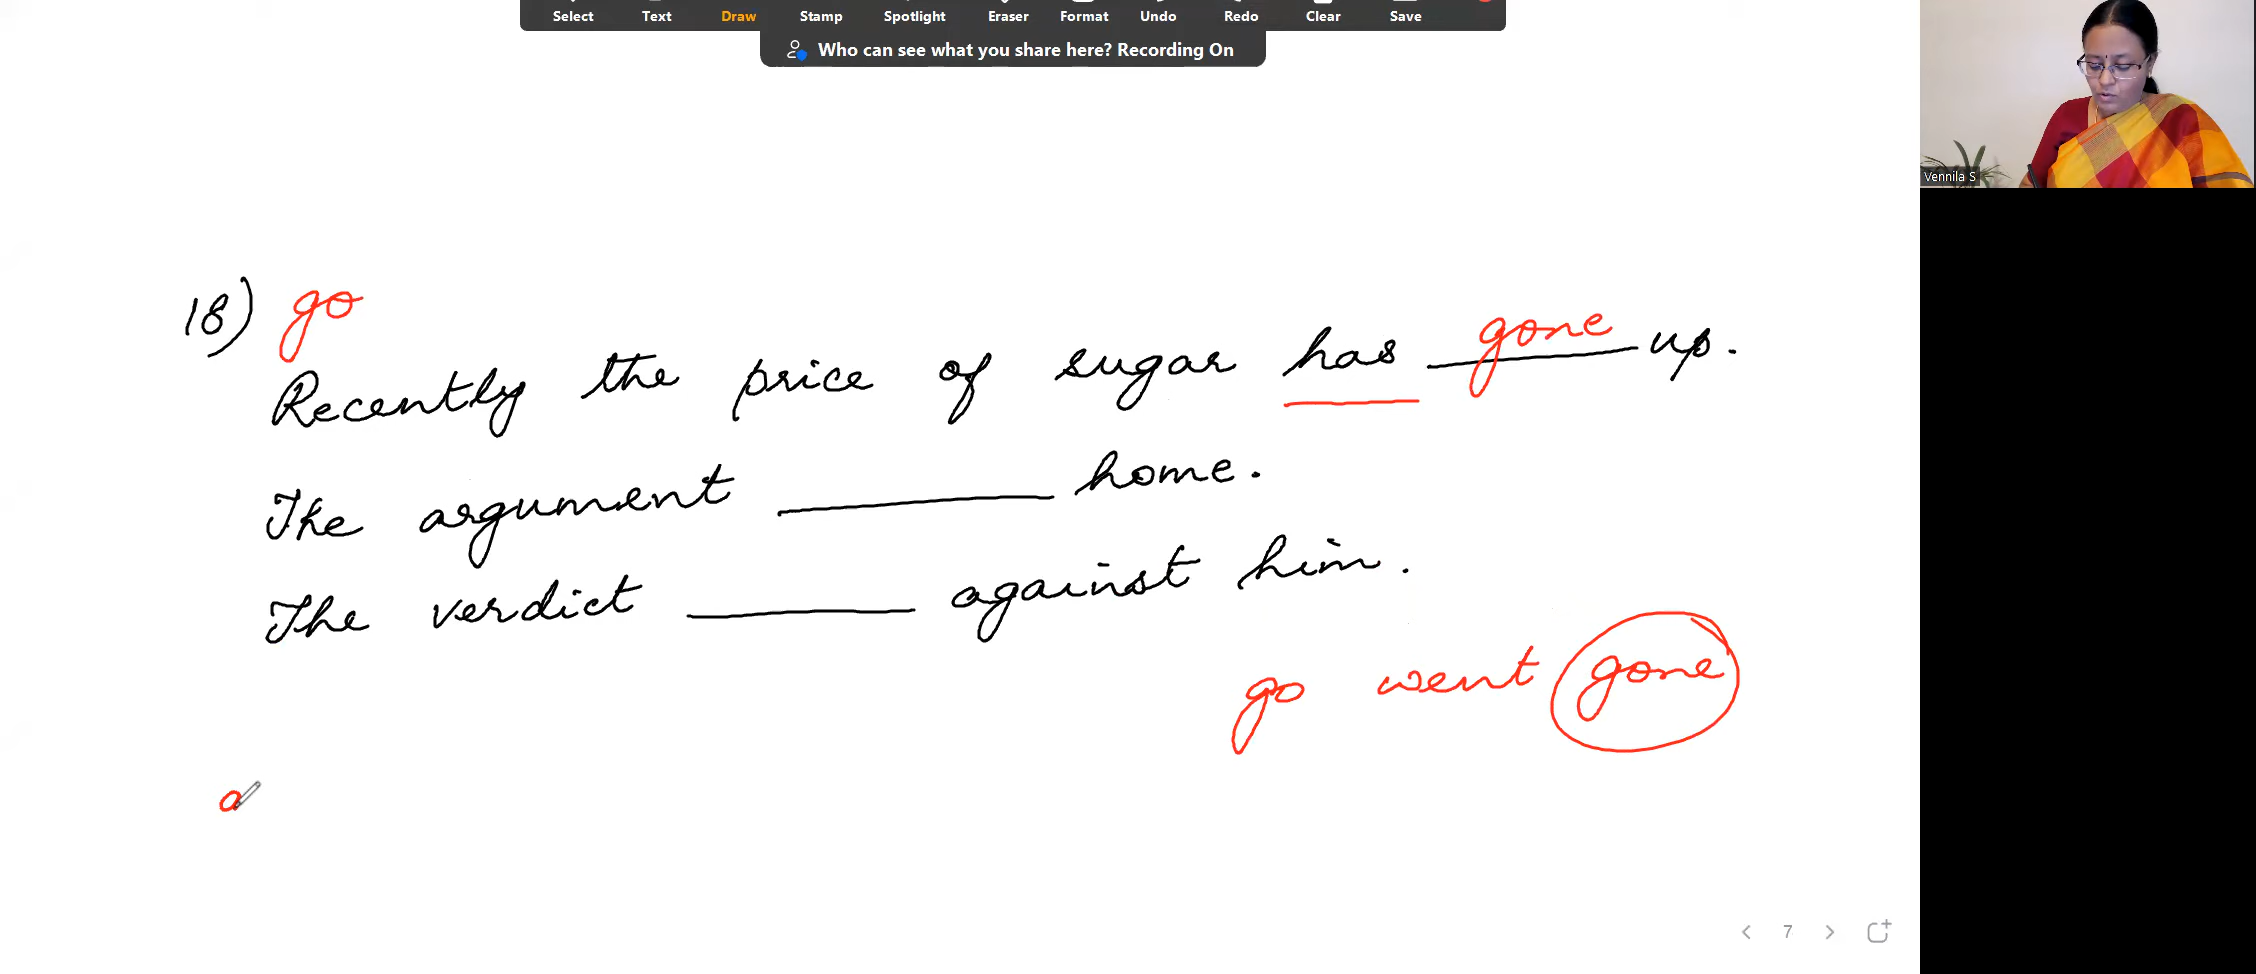 Select Text Draw Stamp Spotlight Eraser Format Undo Redo Clear Save
Who can see what you share here? Recording On
Vennila S
18) go
Recently the price of sugar has gone up.
The argument ______ home.
The verdict ______ against him.
go went gone
a
7